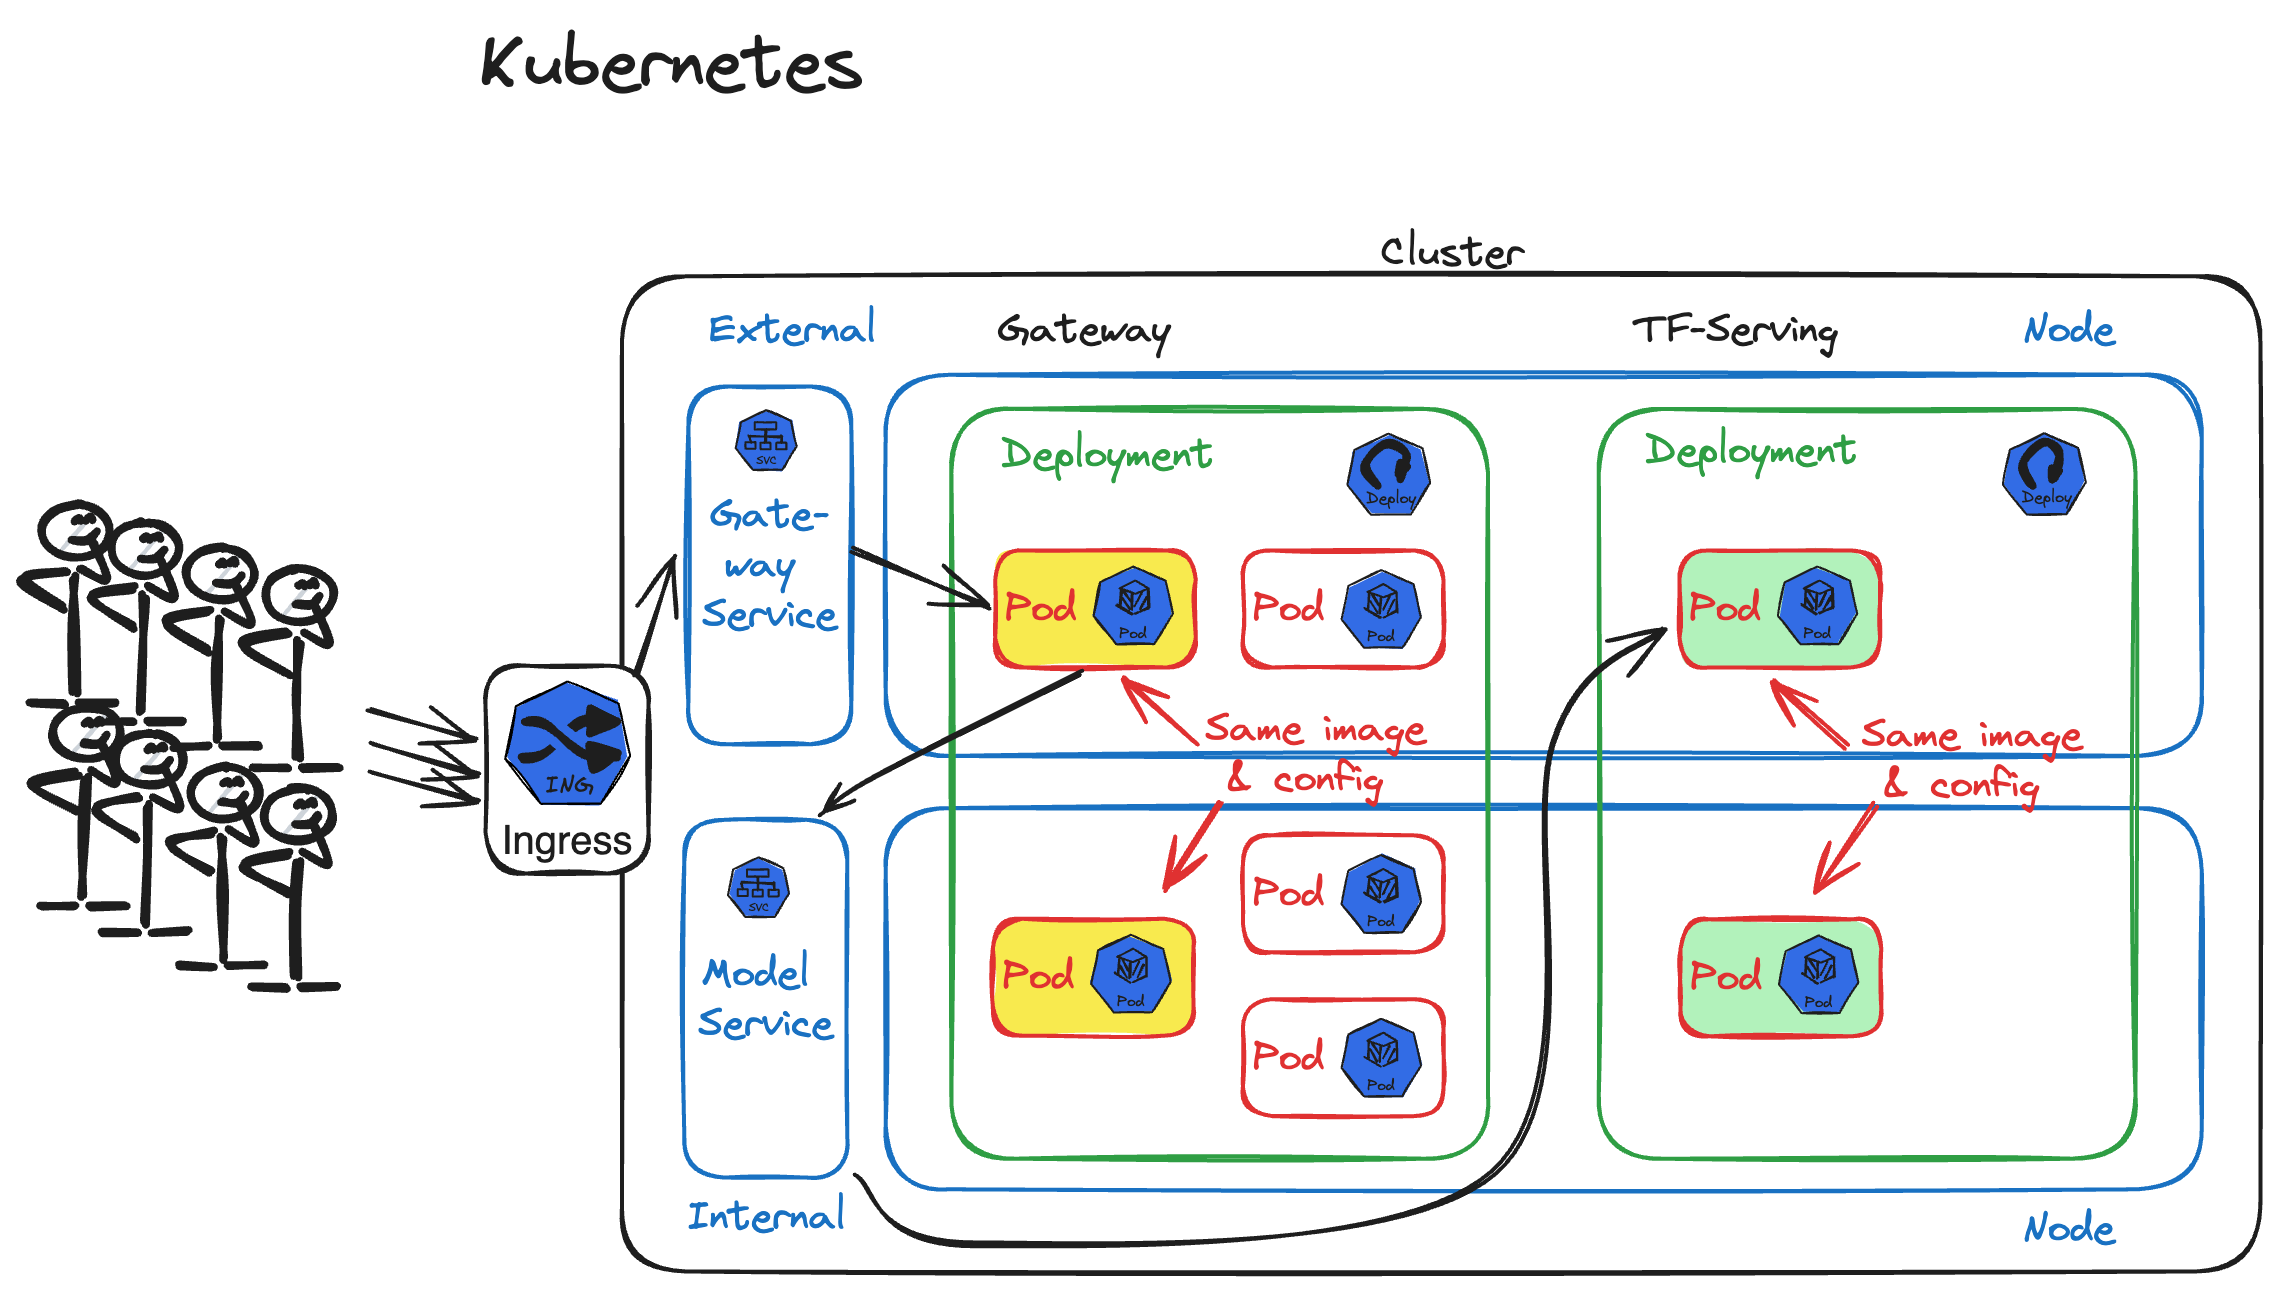 Kubernetes
Cluster
External
Gateway
TF-Serving
Node
svc
Gate-
way
Service
Deployment
Deploy
Deployment
Deploy
Pod
Pod
Pod
Pod
Pod
Pod
Same image
& config
Same image
& config
ING
Ingress
svc
Model
Service
Internal
Pod
Pod
Pod
Pod
Pod
Pod
Pod
Pod
Node